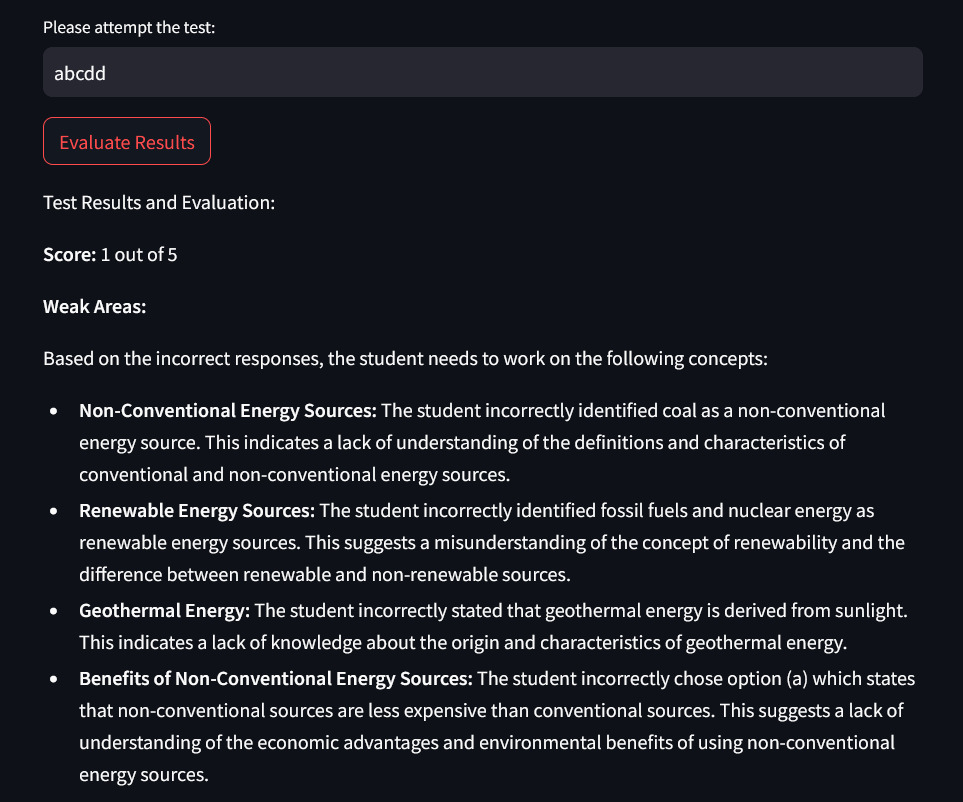 Please attempt the test:
abcdd
Evaluate Results
Test Results and Evaluation:
Score: 1 out of 5
Weak Areas:
Based on the incorrect responses, the student needs to work on the following concepts:
• Non-Conventional Energy Sources: The student incorrectly identified coal as a non-conventional
energy source. This indicates a lack of understanding of the definitions and characteristics of
conventional and non-conventional energy sources.
• Renewable Energy Sources: The student incorrectly identified fossil fuels and nuclear energy as
renewable energy sources. This suggests a misunderstanding of the concept of renewability and the
difference between renewable and non-renewable sources.
• Geothermal Energy: The student incorrectly stated that geothermal energy is derived from sunlight.
This indicates a lack of knowledge about the origin and characteristics of geothermal energy.
• Benefits of Non-Conventional Energy Sources: The student incorrectly chose option (a) which states
that non-conventional sources are less expensive than conventional sources. This suggests a lack of
understanding of the economic advantages and environmental benefits of using non-conventional
energy sources.